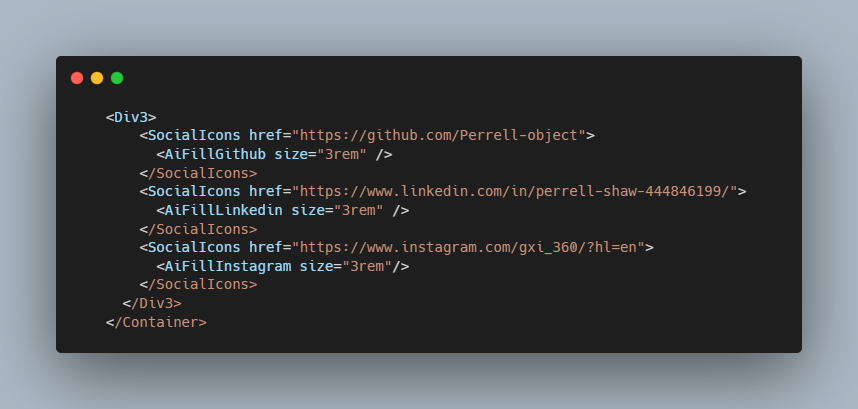 <Div3>
<SocialIcons href="https://github.com/Perrell-object">
<AiFillGithub size="3rem" />
</SocialIcons>
<SocialIcons href="https://www.linkedin.com/in/perrell-shaw-444846199/">
<AiFillLinkedin size="3rem" />
</SocialIcons>
<SocialIcons href="https://www.instagram.com/gxi_360/?hl=en">
<AiFillInstagram size="3rem"/>
</SocialIcons>
</Div3>
</Container>